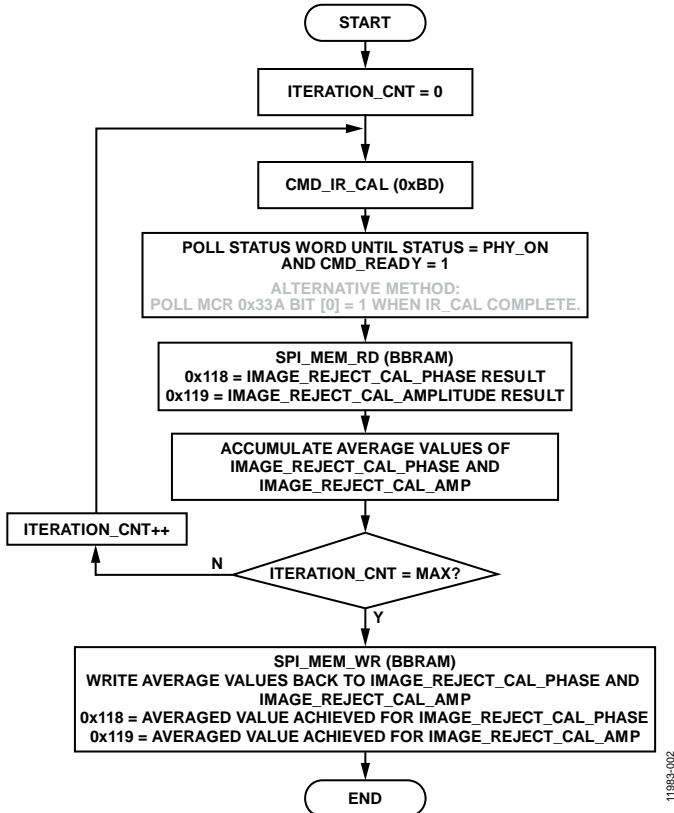 START
ITERATION_CNT = 0
CMD_IR_CAL (0xBD)
POLL STATUS WORD UNTIL STATUS = PHY_ON
AND CMD_READY = 1
ALTERNATIVE METHOD:
POLL MCR 0x33A BIT [0] = 1 WHEN IR_CAL COMPLETE.
SPI_MEM_RD (BBRAM)
0x118 = IMAGE_REJECT_CAL_PHASE RESULT
0x119 = IMAGE_REJECT_CAL_AMPLITUDE RESULT
ACCUMULATE AVERAGE VALUES OF
IMAGE_REJECT_CAL_PHASE AND
IMAGE_REJECT_CAL_AMP
ITERATION_CNT++
N
ITERATION_CNT = MAX?
Y
SPI_MEM_WR (BBRAM)
WRITE AVERAGE VALUES BACK TO IMAGE_REJECT_CAL_PHASE AND
IMAGE_REJECT_CAL_AMP
0x118 = AVERAGED VALUE ACHIEVED FOR IMAGE_REJECT_CAL_PHASE
0x119 = AVERAGED VALUE ACHIEVED FOR IMAGE_REJECT_CAL_AMP
END
11983-002